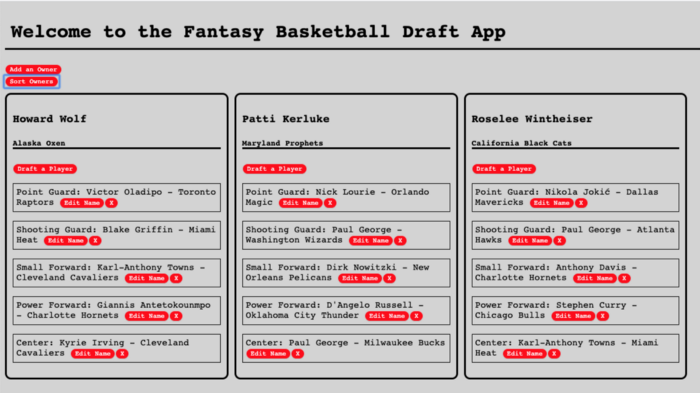 Welcome to the Fantasy Basketball Draft App
Add an Owner
Sort Owners
Howard Wolf
Alaska Oxen
Draft a Player
Point Guard: Victor Oladipo - Toronto
Raptors Edit Name X
Shooting Guard: Blake Griffin - Miami
Heat Edit Name X
Small Forward: Karl-Anthony Towns -
Cleveland Cavaliers Edit Name X
Power Forward: Giannis Antetokounmpo
- Charlotte Hornets Edit Name X
Center: Kyrie Irving - Cleveland
Cavaliers Edit Name X
Patti Kerluke
Maryland Prophets
Draft a Player
Point Guard: Nick Lourie - Orlando
Magic Edit Name X
Shooting Guard: Paul George -
Washington Wizards Edit Name X
Small Forward: Dirk Nowitzki - New
Orleans Pelicans Edit Name X
Power Forward: D'Angelo Russell -
Oklahoma City Thunder Edit Name X
Center: Paul George - Milwaukee Bucks
Edit Name X
Roselee Wintheiser
California Black Cats
Draft a Player
Point Guard: Nikola Jokić - Dallas
Mavericks Edit Name X
Shooting Guard: Paul George - Atlanta
Hawks Edit Name X
Small Forward: Anthony Davis -
Charlotte Hornets Edit Name X
Power Forward: Stephen Curry -
Chicago Bulls Edit Name X
Center: Karl-Anthony Towns - Miami
Heat Edit Name X